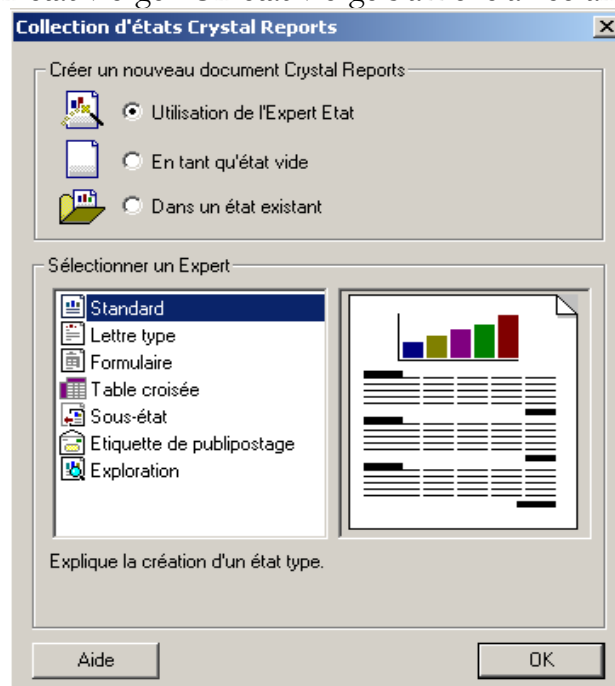 Collection d'états Crystal Reports
Créer un nouveau document Crystal Reports
Utilisation de l'Expert Etat
En tant qu'état vide
Dans un état existant
Sélectionner un Expert
Standard
Lettre type
Formulaire
Table croisée
Sous-état
Etiquette de publipostage
Exploration
Explique la création d'un état type.
Aide
OK